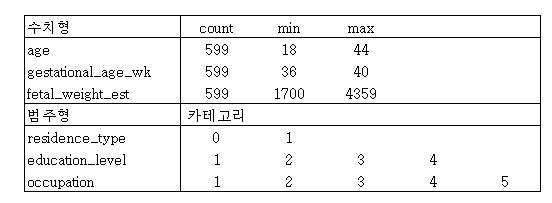 수치형 count min max
age 599 18 44
gestational_age_wk 599 36 40
fetal_weight_est 599 1700 4359
범주형 카테고리
residence_type 0 1
education_level 1 2 3 4
occupation 1 2 3 4 5